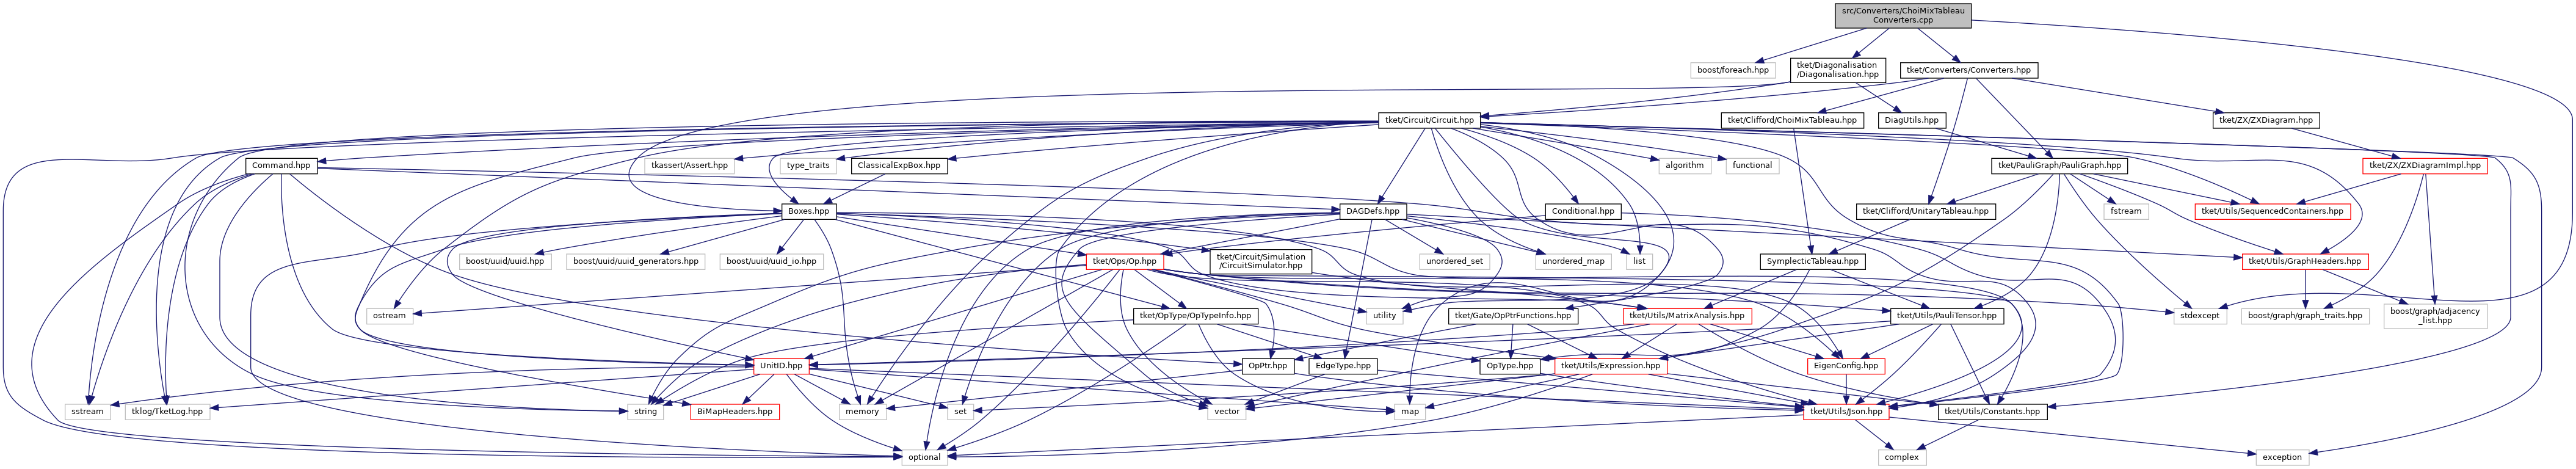 src/Converters/ChoiMixTableau
Converters.cpp
boost/foreach.hpp
tket/Diagonalisation
/Diagonalisation.hpp
tket/Converters/Converters.hpp
tket/Circuit/Circuit.hpp
tket/Clifford/ChoiMixTableau.hpp
DiagUtils.hpp
tket/ZX/ZXDiagram.hpp
Command.hpp
tkassert/Assert.hpp
type_traits
ClassicalExpBox.hpp
algorithm
functional
tket/PauliGraph/PauliGraph.hpp
tket/ZX/ZXDiagramImpl.hpp
Boxes.hpp
DAGDefs.hpp
Conditional.hpp
tket/Clifford/UnitaryTableau.hpp
fstream
tket/Utils/SequencedContainers.hpp
boost/uuid/uuid.hpp
boost/uuid/uuid_generators.hpp
boost/uuid/uuid_io.hpp
tket/Ops/Op.hpp
tket/Circuit/Simulation
/CircuitSimulator.hpp
unordered_set
unordered_map
list
SymplecticTableau.hpp
tket/Utils/GraphHeaders.hpp
ostream
tket/OpType/OpTypeInfo.hpp
utility
tket/Gate/OpPtrFunctions.hpp
tket/Utils/MatrixAnalysis.hpp
tket/Utils/PauliTensor.hpp
stdexcept
boost/graph/graph_traits.hpp
boost/graph/adjacency
_list.hpp
UnitID.hpp
OpPtr.hpp
EdgeType.hpp
OpType.hpp
tket/Utils/Expression.hpp
EigenConfig.hpp
sstream
tklog/TketLog.hpp
string
BiMapHeaders.hpp
memory
set
vector
map
tket/Utils/Json.hpp
tket/Utils/Constants.hpp
optional
complex
exception